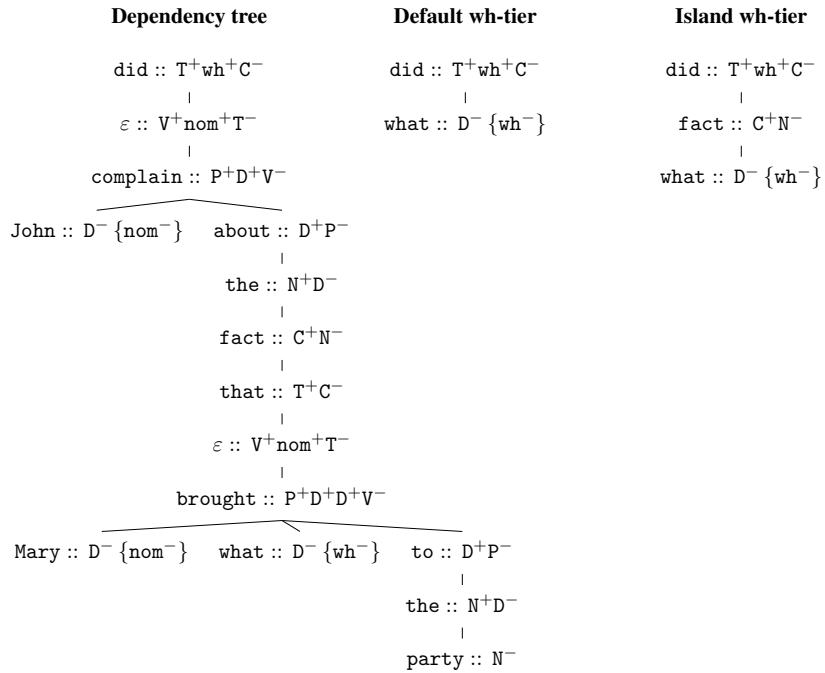 Dependency tree Default wh-tier Island wh-tier
did :: T⁺wh⁺C⁻ did :: T⁺wh⁺C⁻ did :: T⁺wh⁺C⁻
ε :: V⁺nom⁺T⁻ what :: D⁻ {wh⁻} fact :: C⁺N⁻
complain :: P⁺D⁺V⁻ what :: D⁻ {wh⁻}
John :: D⁻ {nom⁻} about :: D⁺P⁻
the :: N⁺D⁻
fact :: C⁺N⁻
that :: T⁺C⁻
ε :: V⁺nom⁺T⁻
brought :: P⁺D⁺D⁺V⁻
Mary :: D⁻ {nom⁻} what :: D⁻ {wh⁻} to :: D⁺P⁻
the :: N⁺D⁻
party :: N⁻